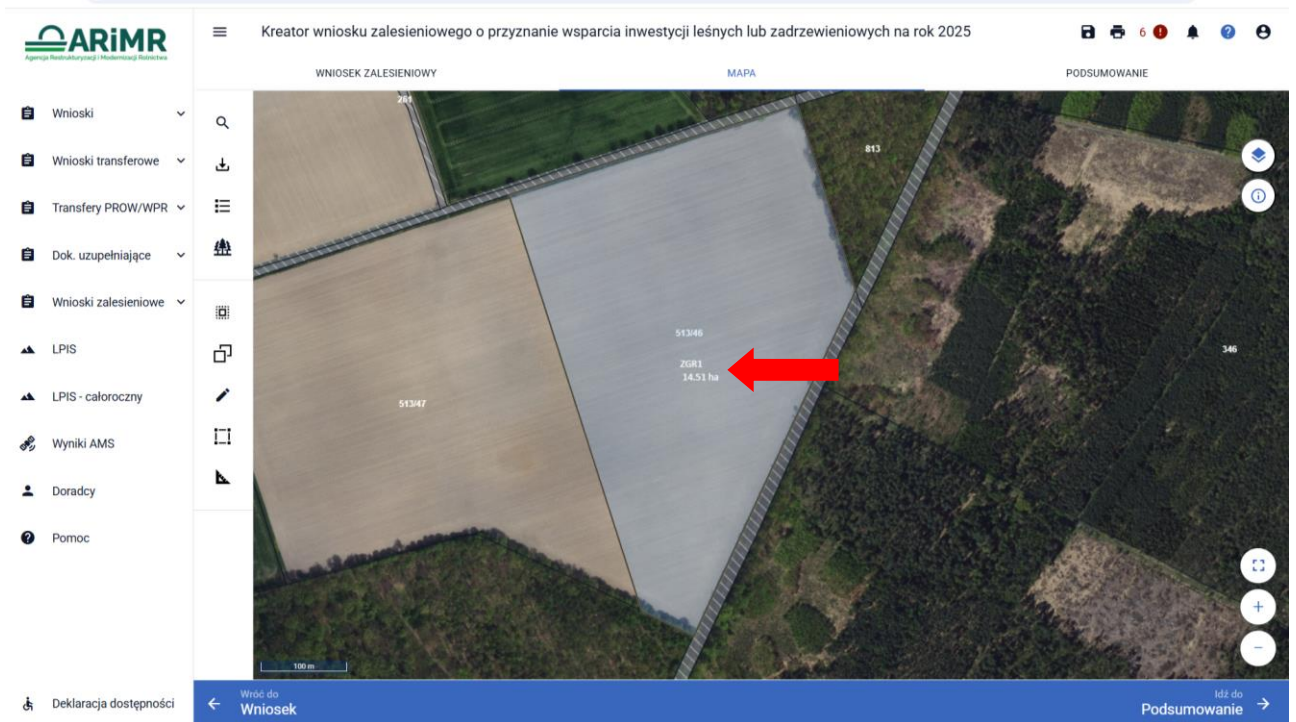 ARiMR
Agencja Restrukturyzacji i Modernizacji Rolnictwa
Kreator wniosku zalesieniowego o przyznanie wsparcia inwestycji leśnych lub zadrzewieniowych na rok 2025
6
WNIOSEK ZALESIENIOWY
MAPA
PODSUMOWANIE
Wnioski
Wnioski transferowe
Transfery PROW/WPR
Dok. uzupełniające
Wnioski zalesieniowe
LPIS
LPIS - całoroczny
Wyniki AMS
Doradcy
Pomoc
Deklaracja dostępności
261
813
513/46
ZGR1
14.51 ha
346
513/47
100 m
Wróć do
Wniosek
Idź do
Podsumowanie